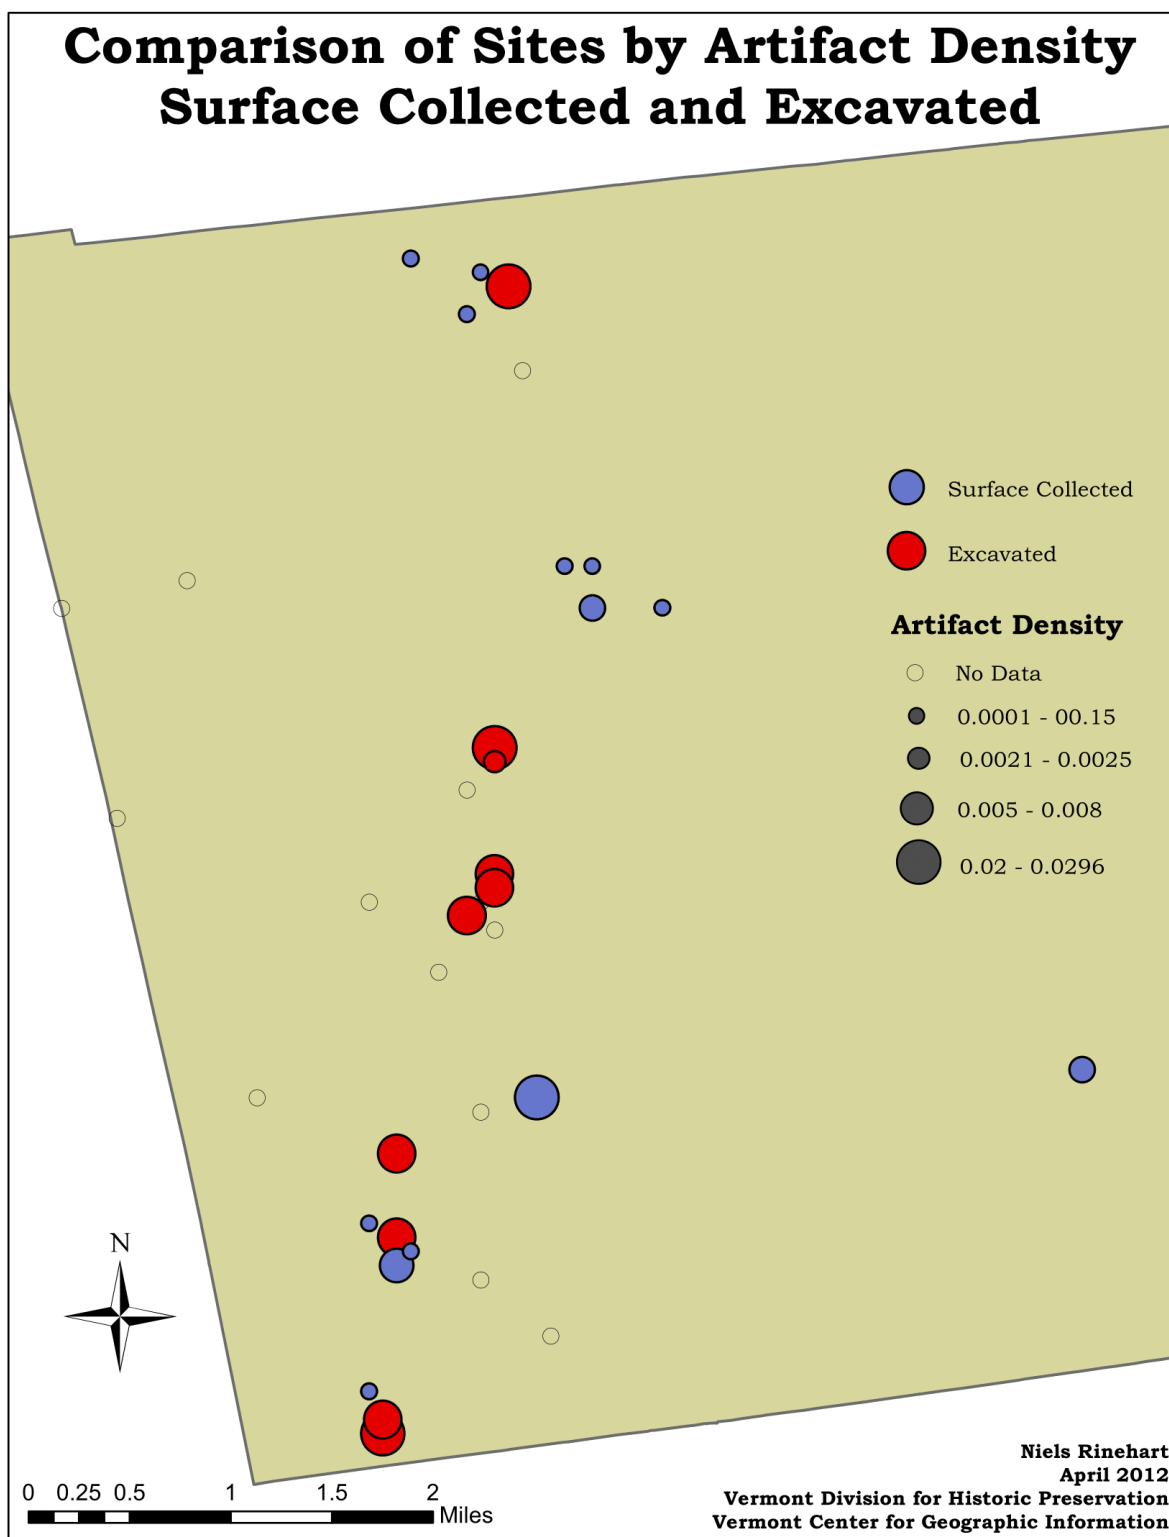 Comparison of Sites by Artifact Density
Surface Collected and Excavated
Surface Collected
Excavated
Artifact Density
No Data
0.0001 - 00.15
0.0021 - 0.0025
0.005 - 0.008
0.02 - 0.0296
N
0 0.25 0.5 1 1.5 2
Miles
Niels Rinehart
April 2012
Vermont Division for Historic Preservation
Vermont Center for Geographic Information